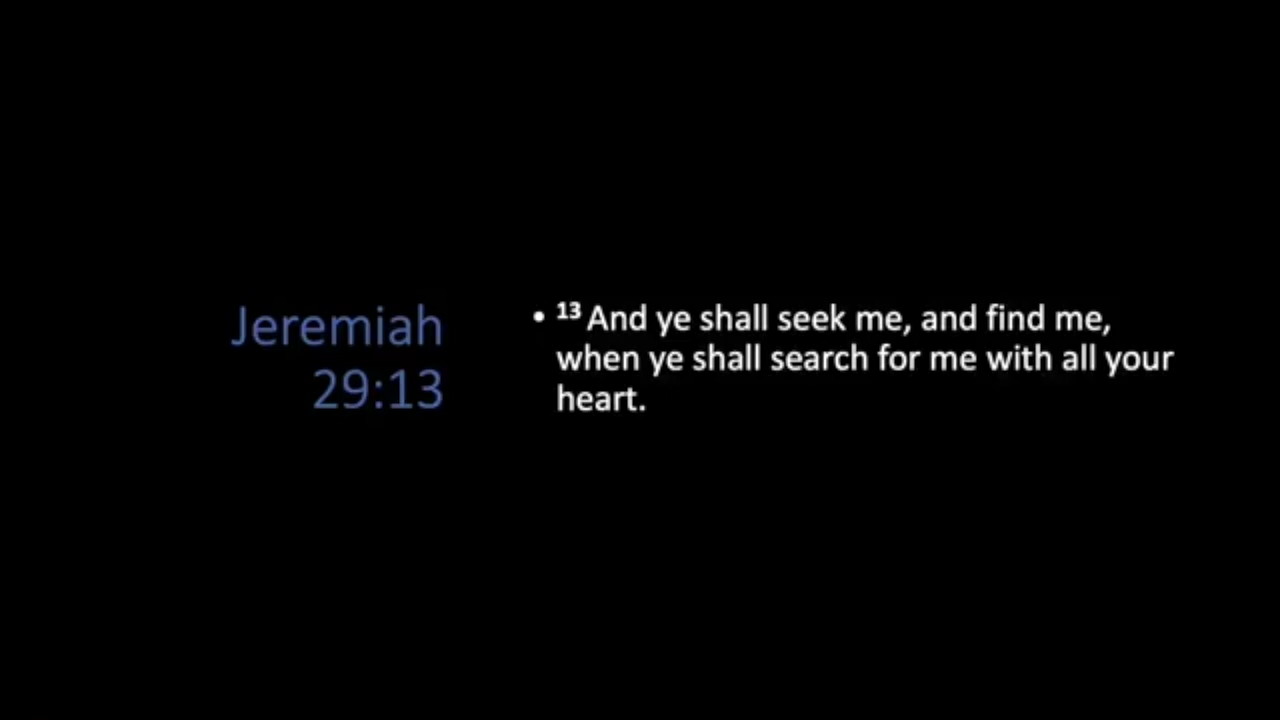 Jeremiah
29:13
• 13 And ye shall seek me, and find me,
when ye shall search for me with all your
heart.